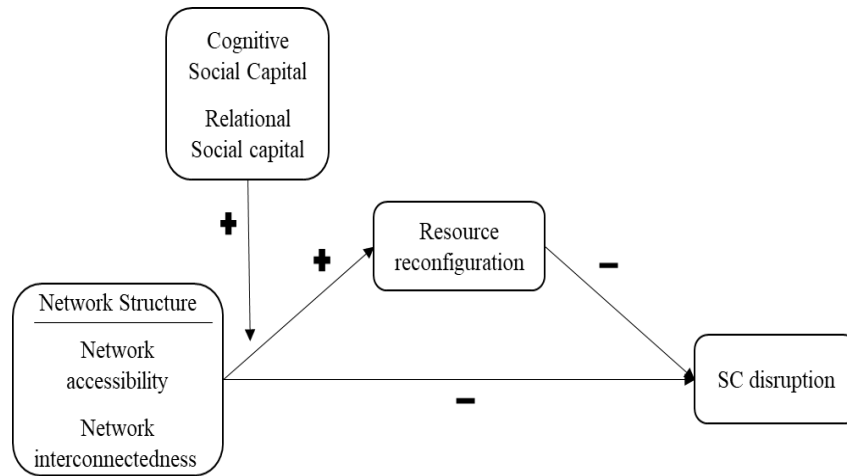 Cognitive
Social Capital
Relational
Social capital
+
+
Resource
reconfiguration
−
Network Structure
Network
accessibility
Network
interconnectedness
−
SC disruption